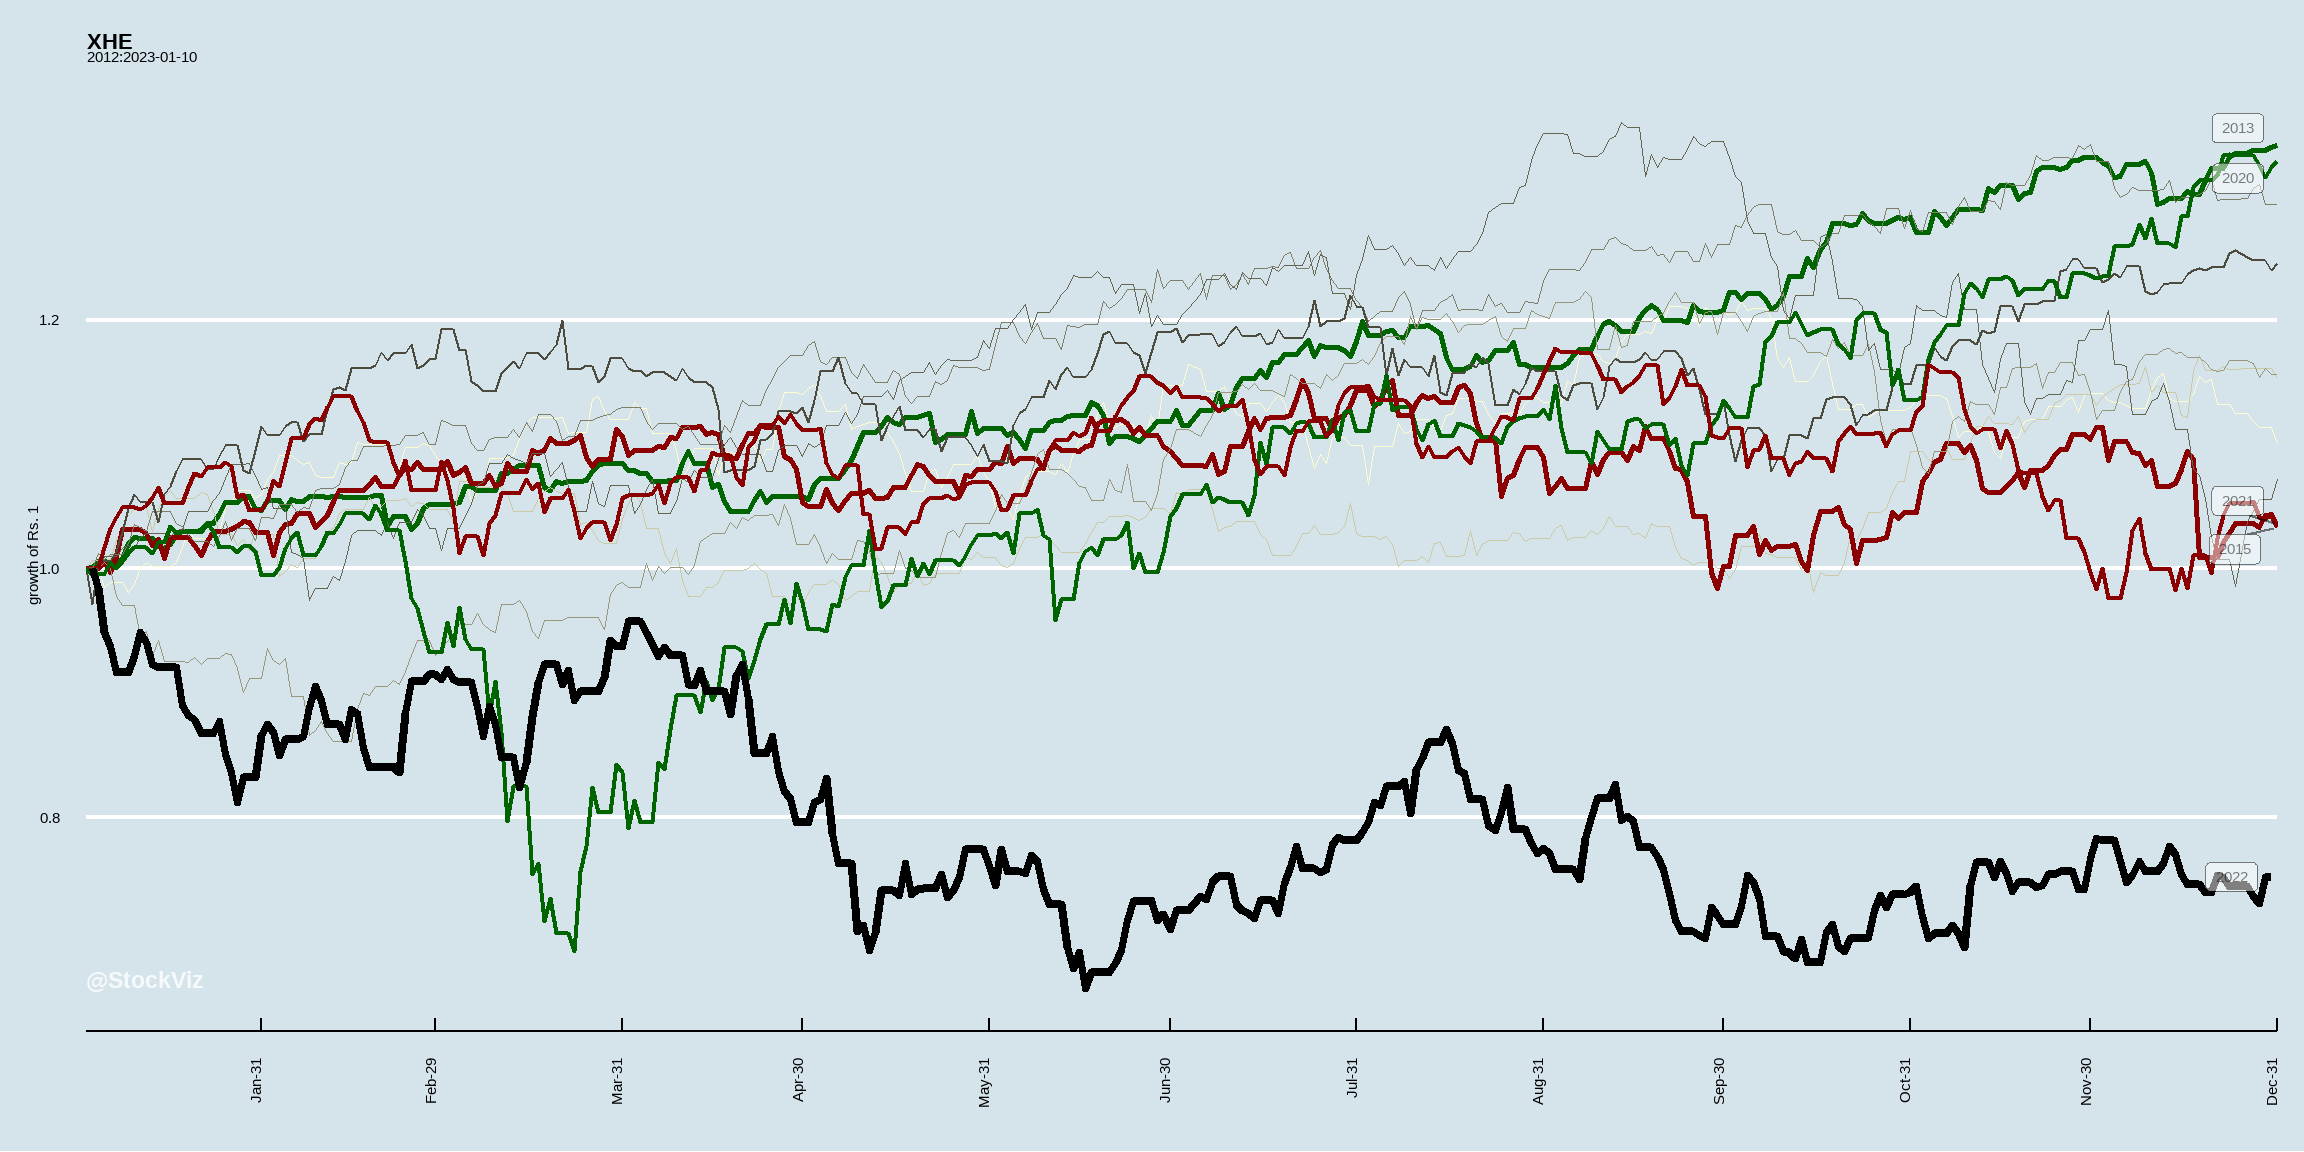 XHE
2012:2023-01-10
2013
2020
1.2
2021
growth of Rs. 1
2015
1.0
0.8
2022
@StockViz
Jan-31
Feb-29
Mar-31
Apr-30
May-31
Jun-30
Jul-31
Aug-31
Sep-30
Oct-31
Nov-30
Dec-31